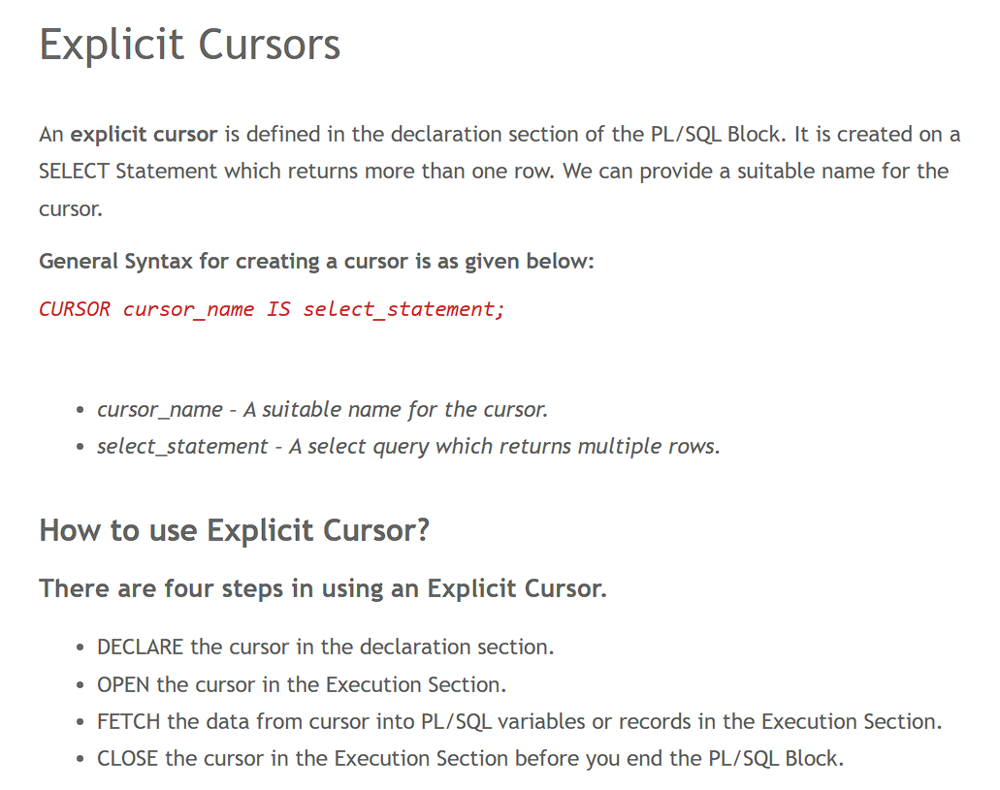 Explicit Cursors
An explicit cursor is defined in the declaration section of the PL/SQL Block. It is created on a
SELECT Statement which returns more than one row. We can provide a suitable name for the
cursor.
General Syntax for creating a cursor is as given below:
CURSOR cursor_name IS select_statement;
• cursor_name – A suitable name for the cursor.
• select_statement – A select query which returns multiple rows.
How to use Explicit Cursor?
There are four steps in using an Explicit Cursor.
• DECLARE the cursor in the declaration section.
• OPEN the cursor in the Execution Section.
• FETCH the data from cursor into PL/SQL variables or records in the Execution Section.
• CLOSE the cursor in the Execution Section before you end the PL/SQL Block.